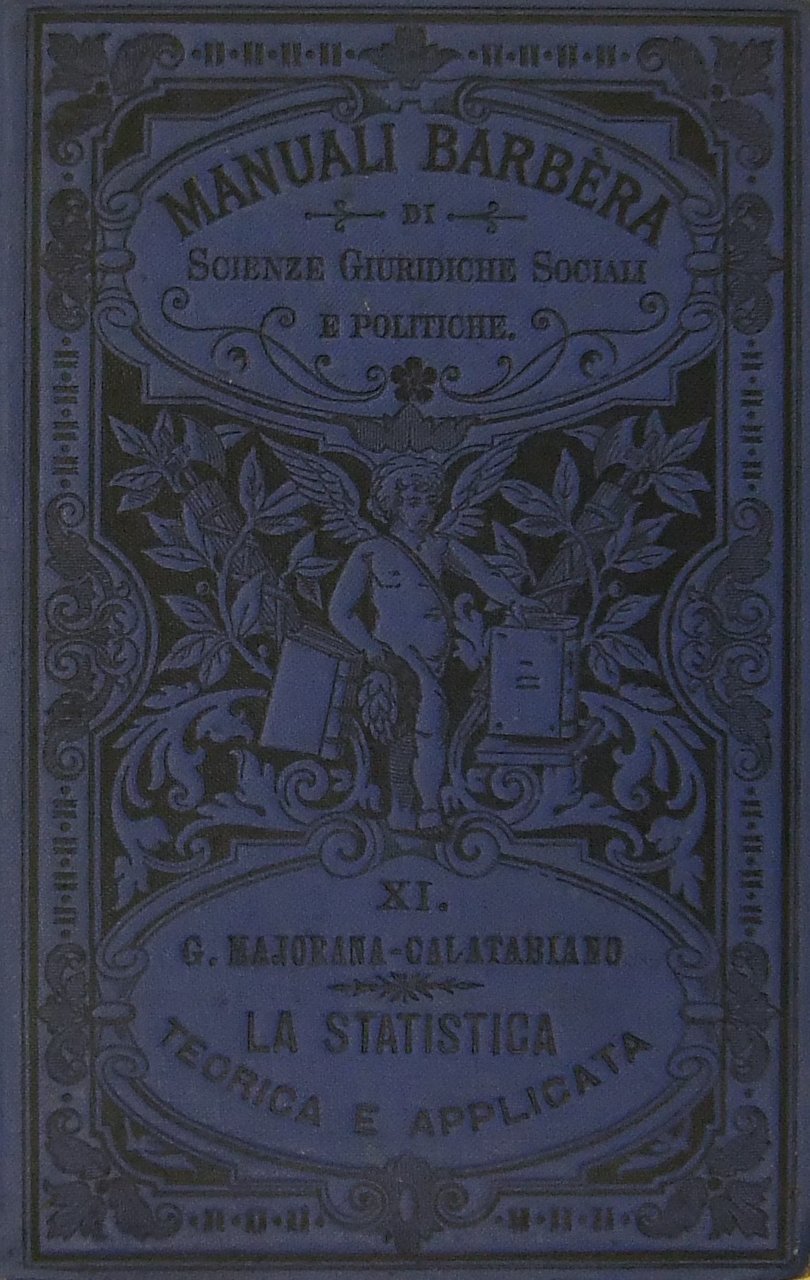 MANUALI BARBÈRA
DI
SCIENZE GIURIDICHE SOCIALI
E POLITICHE.
XI.
G. MAJORANA-CALATABIANO
LA STATISTICA
TEORICA E APPLICATA